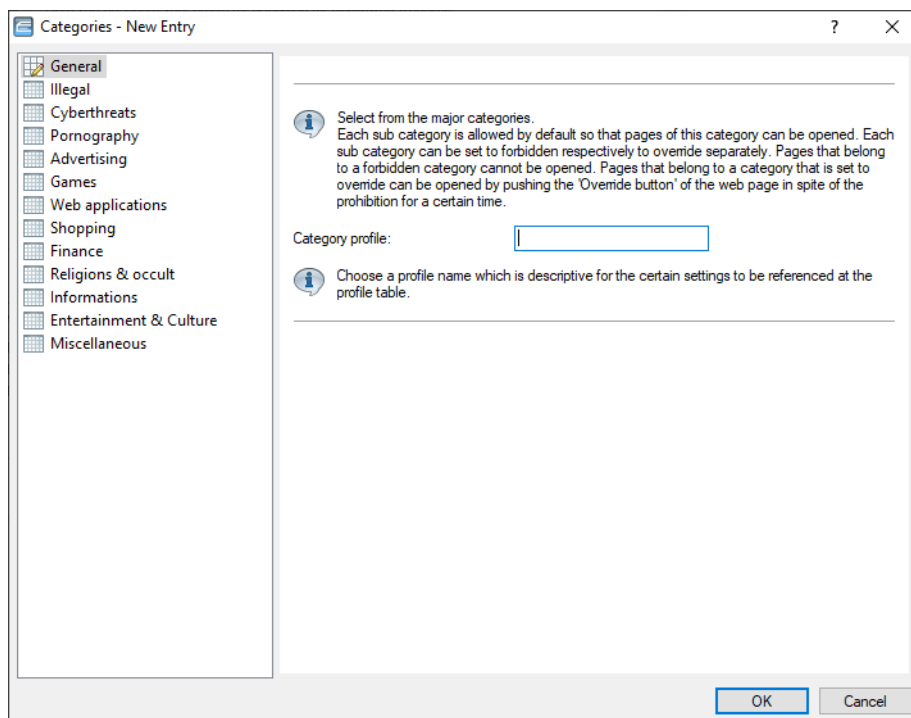 Categories - New Entry
?
General
Illegal
Cyberthreats
Pornography
Advertising
Games
Web applications
Shopping
Finance
Religions & occult
Informations
Entertainment & Culture
Miscellaneous
Select from the major categories.
Each sub category is allowed by default so that pages of this category can be opened. Each
sub category can be set to forbidden respectively to override separately. Pages that belong
to a forbidden category cannot be opened. Pages that belong to a category that is set to
override can be opened by pushing the 'Override button' of the web page in spite of the
prohibition for a certain time.
Category profile:
Choose a profile name which is descriptive for the certain settings to be referenced at the
profile table.
OK
Cancel